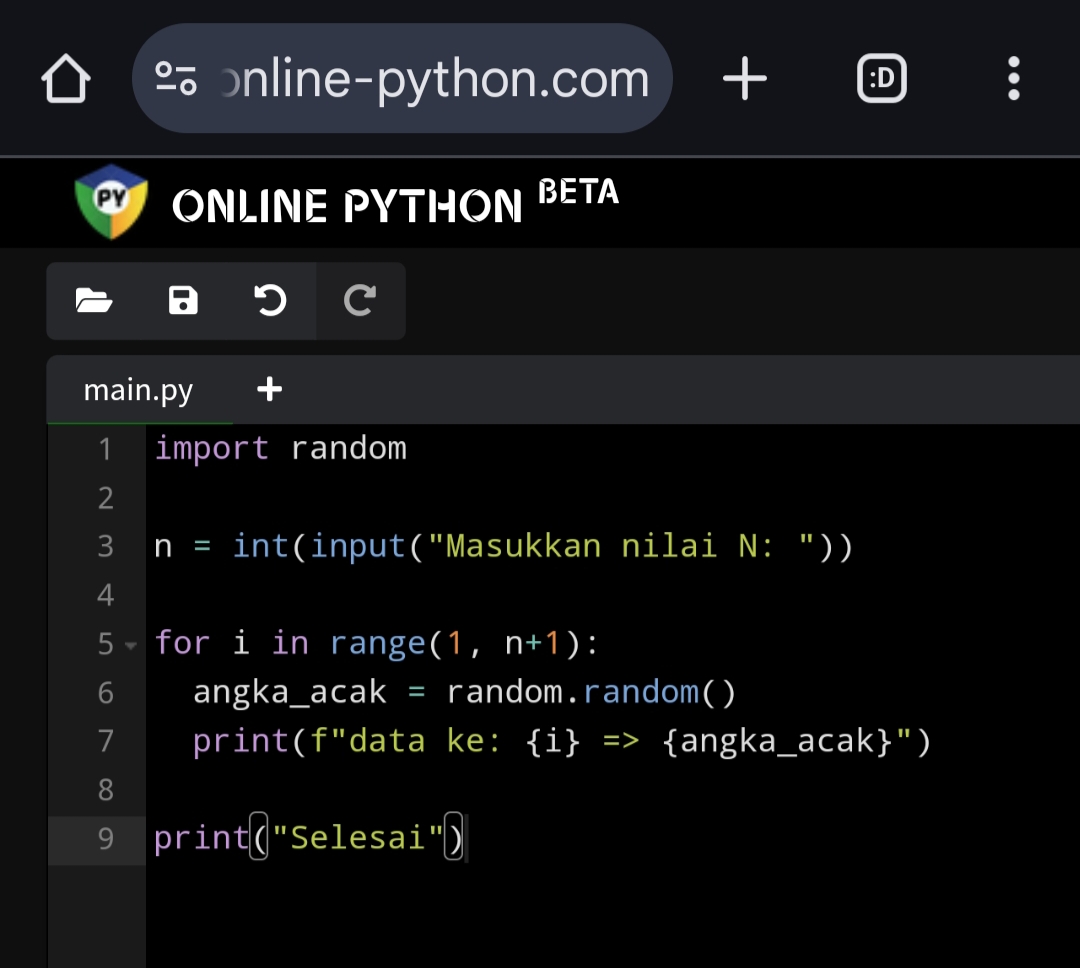 nline-python.com :D
PY ONLINE PYTHON BETA
main.py +
1 import random
2
3 n = int(input("Masukkan nilai N: "))
4
5 for i in range(1, n+1):
6   angka_acak = random.random()
7   print(f"data ke: {i} => {angka_acak}")
8
9 print("Selesai")